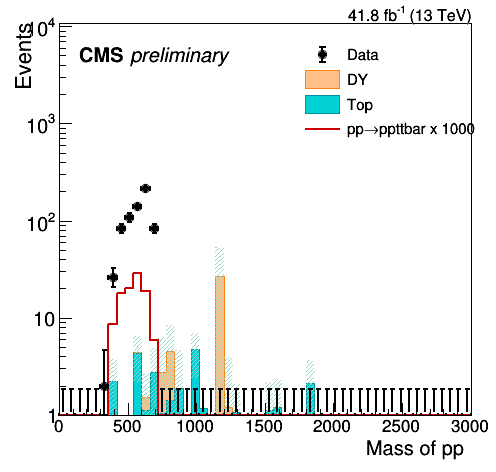 41.8 fb⁻¹ (13 TeV)
Events
10⁴
10³
10²
10
1
CMS preliminary
Data
DY
Top
pp→ppttbar x 1000
0 500 1000 1500 2000 2500 3000
Mass of pp